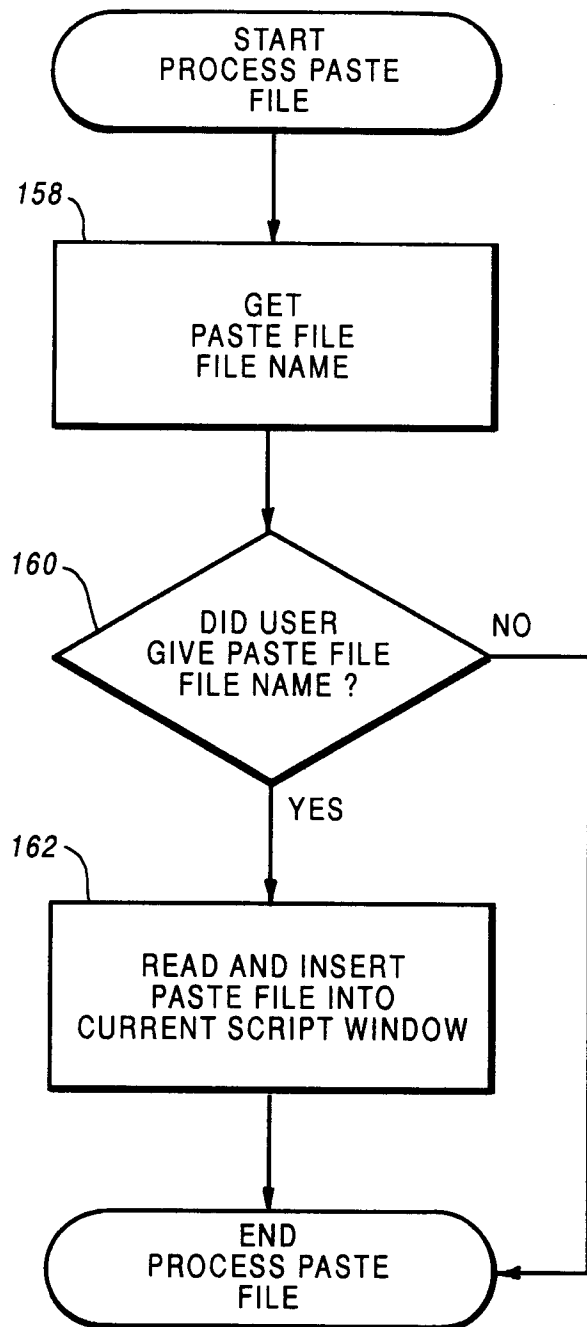 START
PROCESS PASTE
FILE
158
GET
PASTE FILE
FILE NAME
160
DID USER
GIVE PASTE FILE
FILE NAME ?
NO
YES
162
READ AND INSERT
PASTE FILE INTO
CURRENT SCRIPT WINDOW
END
PROCESS PASTE
FILE